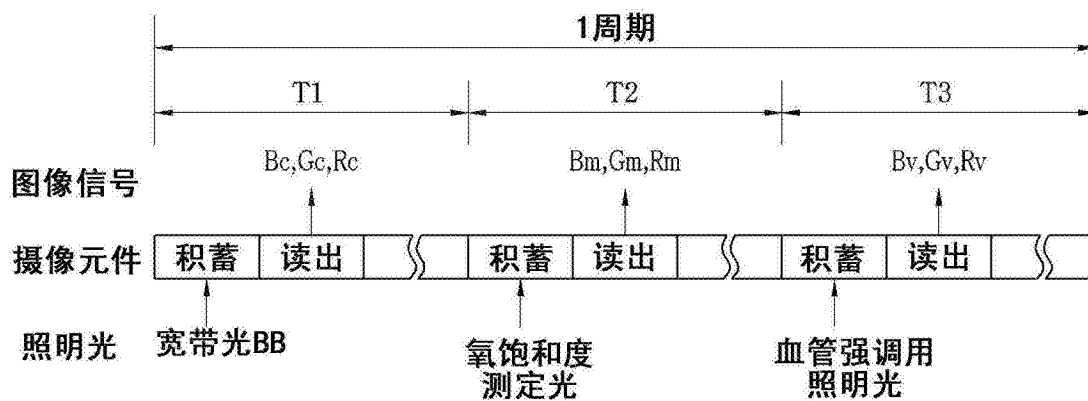 1周期
T1 T2 T3
图像信号 Bc,Gc,Rc Bm,Gm,Rm Bv,Gv,Rv
摄像元件 积蓄 读出 积蓄 读出 积蓄 读出
照明光 宽带光BB 氧饱和度 血管强调用
测定光 照明光